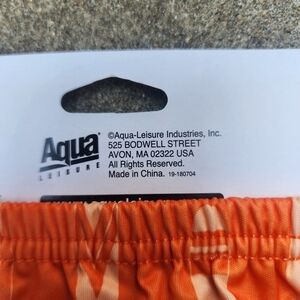 Aqua®
LEISURE
©Aqua-Leisure Industries, Inc.
525 BODWELL STREET
AVON, MA 02322 USA
All Rights Reserved.
Made in China. 19-180704